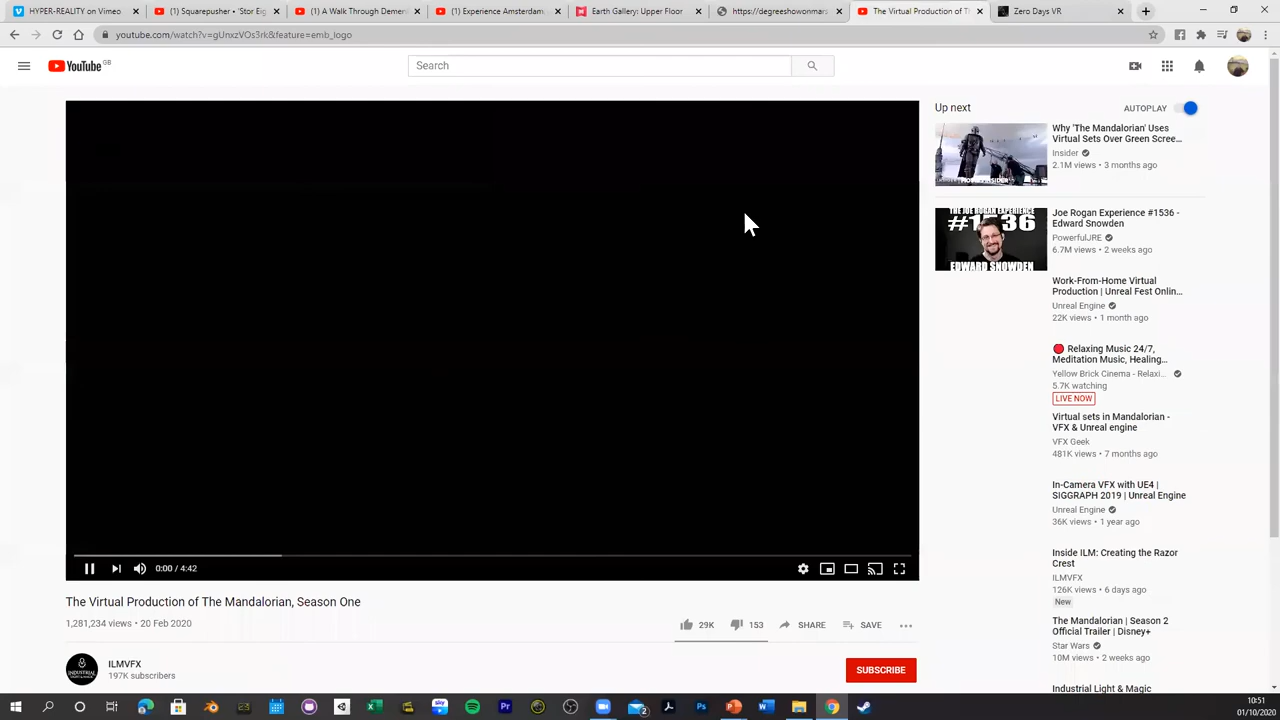 HYPER-REALITY on Vimeo
(1) Squarepusher • 'Stor Eig
(1) A Walk Through Demer
(1) Experience Amsterdam
Earth Gallery: Upper Floor
https://degreeshowonmars
The Virtual Production of T
Zero Days VR
youtube.com/watch?v=gUnxzVOs3rk&feature=emb_logo
YouTube GB
Search
Up next
AUTOPLAY
Why 'The Mandalorian' Uses
Virtual Sets Over Green Scree...
Insider
2.1M views • 3 months ago
THE JOE ROGAN EXPERIENCE
#1536
EDWARD SNOWDEN
Joe Rogan Experience #1536 -
Edward Snowden
PowerfulJRE
6.7M views • 2 weeks ago
Work-From-Home Virtual
Production | Unreal Fest Onlin...
Unreal Engine
22K views • 1 month ago
Relaxing Music 24/7,
Meditation Music, Healing...
Yellow Brick Cinema - Relaxi...
5.7K watching
LIVE NOW
Virtual sets in Mandalorian -
VFX & Unreal engine
VFX Geek
481K views • 7 months ago
In-Camera VFX with UE4 |
SIGGRAPH 2019 | Unreal Engine
Unreal Engine
36K views • 1 year ago
Inside ILM: Creating the Razor
Crest
ILMVFX
126K views • 6 days ago
New
The Mandalorian | Season 2
Official Trailer | Disney+
Star Wars
10M views • 2 weeks ago
Industrial Light & Magic
0:00 / 4:42
The Virtual Production of The Mandalorian, Season One
1,281,234 views • 20 Feb 2020
29K
153
SHARE
SAVE
ILMVFX
197K subscribers
SUBSCRIBE
10:51
01/10/2020